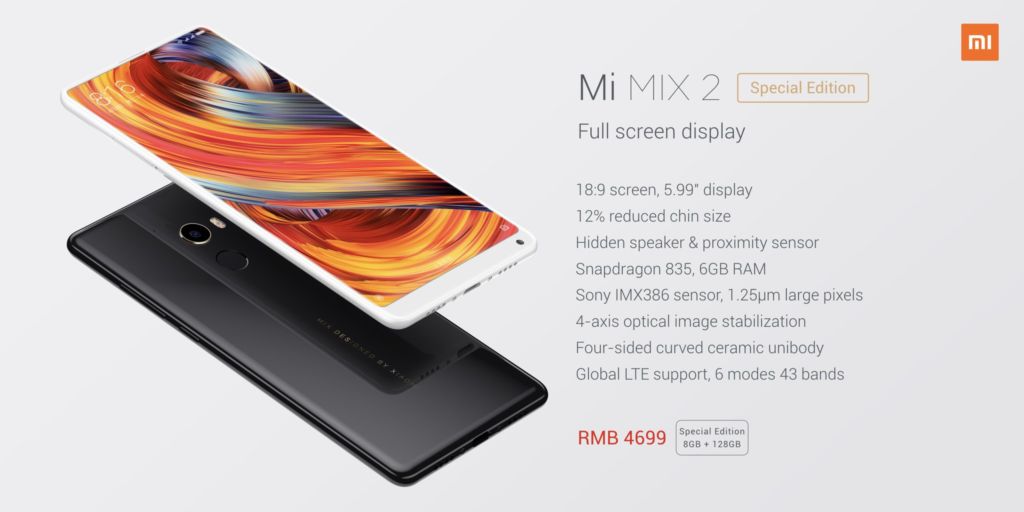 mi
Mi MIX 2
Special Edition
Full screen display
18:9 screen, 5.99" display
12% reduced chin size
Hidden speaker & proximity sensor
Snapdragon 835, 6GB RAM
Sony IMX386 sensor, 1.25μm large pixels
4-axis optical image stabilization
Four-sided curved ceramic unibody
Global LTE support, 6 modes 43 bands
RMB 4699
Special Edition
8GB + 128GB
MIX DESIGNED BY